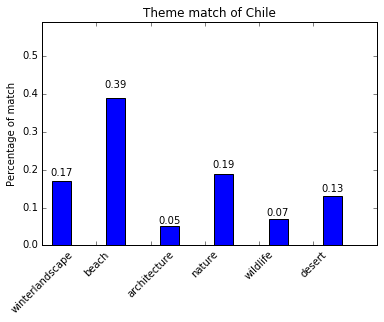 Theme match of Chile
Percentage of match
0.5
0.4
0.3
0.2
0.1
0.0
0.17
0.39
0.05
0.19
0.07
0.13
winterlandscape
beach
architecture
nature
wildlife
desert